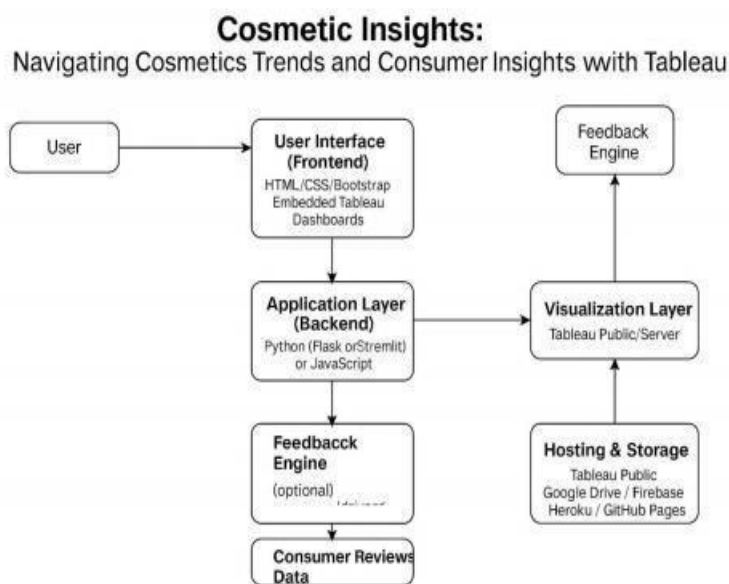 Cosmetic Insights:
Navigating Cosmetics Trends and Consumer Insights vwith Tableau
User
User Interface
(Frontend)
HTML/CSS/Bootstrap
Embedded Tableau
Dashboards
Feedback
Engine
Application Layer
(Backend)
Python (Flask orStremlit)
or JavaScript
Visualization Layer
Tableau Public/Server
Feedbacck
Engine
(optional)
Hosting & Storage
Tableau Public
Google Drive / Firebase
Heroku / GitHub Pages
Consumer Reviews
Data